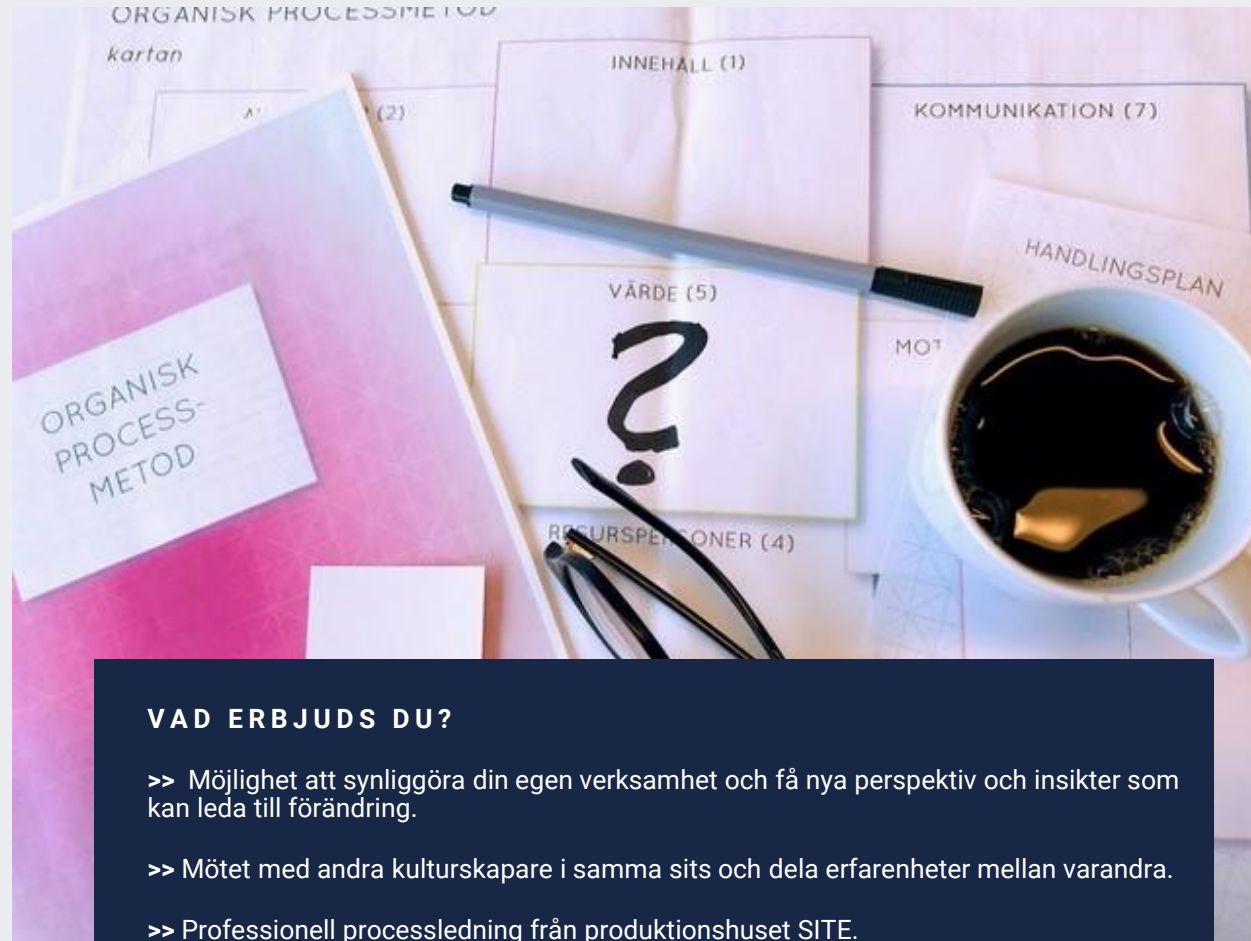 ORGANISK PROCESSMETOD
kartan
INNEHÅLL (1)
(2)
KOMMUNIKATION (7)
HANDLINGSPLAN
VÄRDE (5)
?
ORGANISK
PROCESS-
METOD
RESURSPERSONER (4)
VAD ERBJUDS DU?
>> Möjlighet att synliggöra din egen verksamhet och få nya perspektiv och insikter som
kan leda till förändring.
>> Mötet med andra kulturskapare i samma sits och dela erfarenheter mellan varandra.
>> Professionell processledning från produktionshuset SITE.